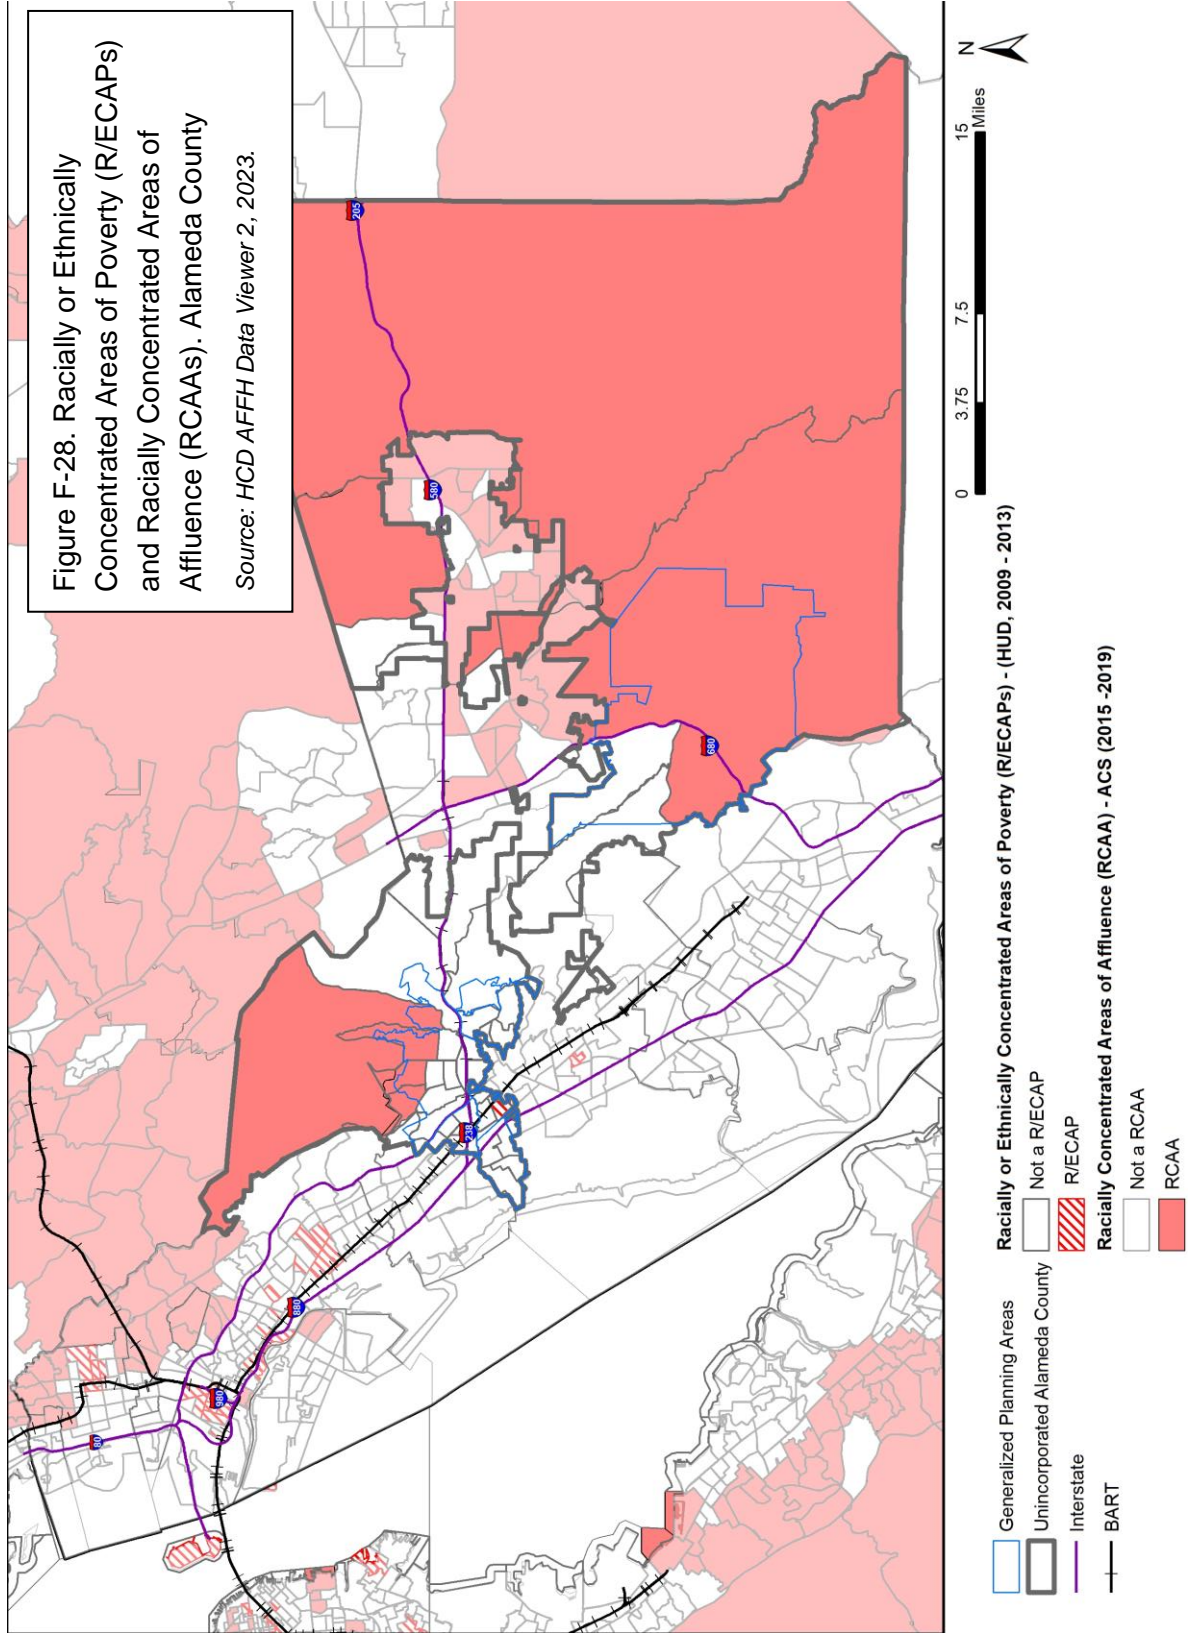 Figure F-28. Racially or Ethnically
Concentrated Areas of Poverty (R/ECAPs)
and Racially Concentrated Areas of
Affluence (RCAAs). Alameda County
Source: HCD AFFH Data Viewer 2, 2023.
80
980
880
238
580
205
680
N
0 3.75 7.5 15
Miles
Generalized Planning Areas
Unincorporated Alameda County
Interstate
BART
Racially or Ethnically Concentrated Areas of Poverty (R/ECAPs) - (HUD, 2009 - 2013)
Not a R/ECAP
R/ECAP
Racially Concentrated Areas of Affluence (RCAA) - ACS (2015 -2019)
Not a RCAA
RCAA